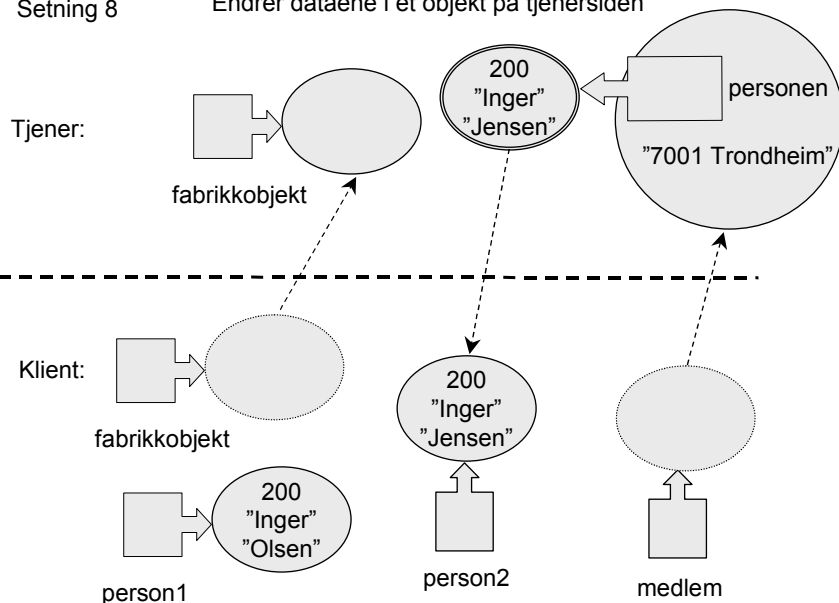 Setning 8
Endrer dataene i et objekt på tjenersiden
Tjener:
fabrikkobjekt
200
”Inger”
”Jensen”
personen
”7001 Trondheim”
Klient:
fabrikkobjekt
200
”Inger”
”Jensen”
200
”Inger”
”Olsen”
person1
person2
medlem